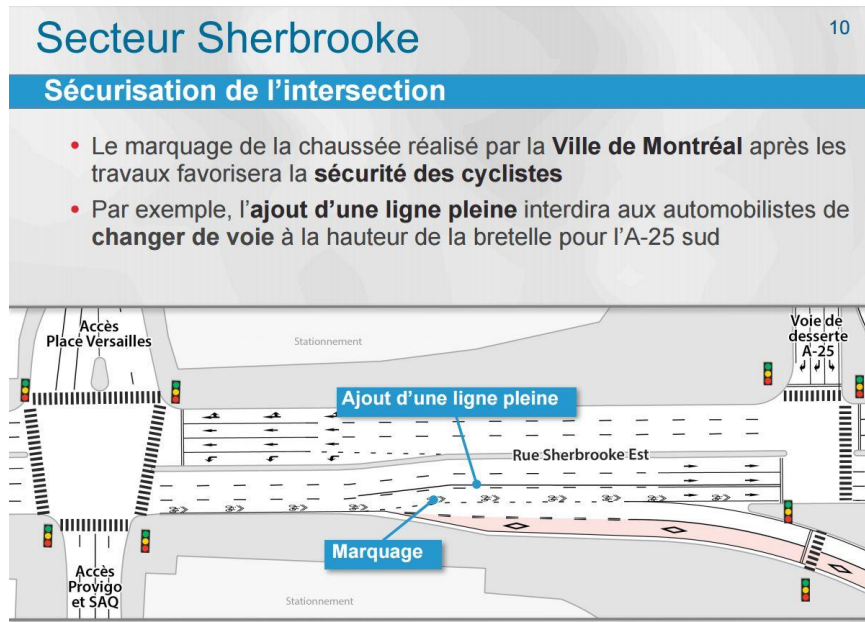 Secteur Sherbrooke
10
Sécurisation de l'intersection
• Le marquage de la chaussée réalisé par la Ville de Montréal après les
travaux favorisera la sécurité des cyclistes
• Par exemple, l'ajout d'une ligne pleine interdira aux automobilistes de
changer de voie à la hauteur de la bretelle pour l'A-25 sud
Accès
Place Versailles
Stationnement
Voie de
desserte
A-25
Ajout d'une ligne pleine
Rue Sherbrooke Est
Marquage
Accès
Provigo
et SAQ
Stationnement